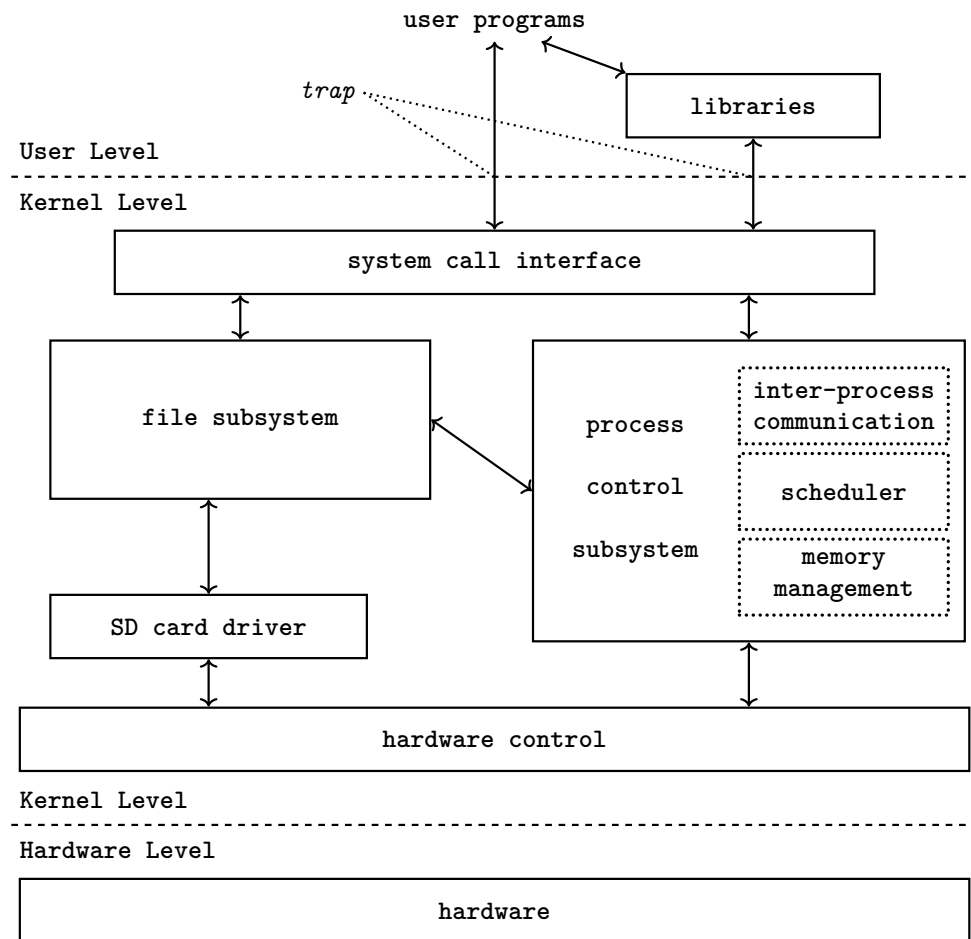 user programs
trap
libraries
User Level
Kernel Level
system call interface
file subsystem
process
control
subsystem
inter-process
communication
scheduler
memory
management
SD card driver
hardware control
Kernel Level
Hardware Level
hardware